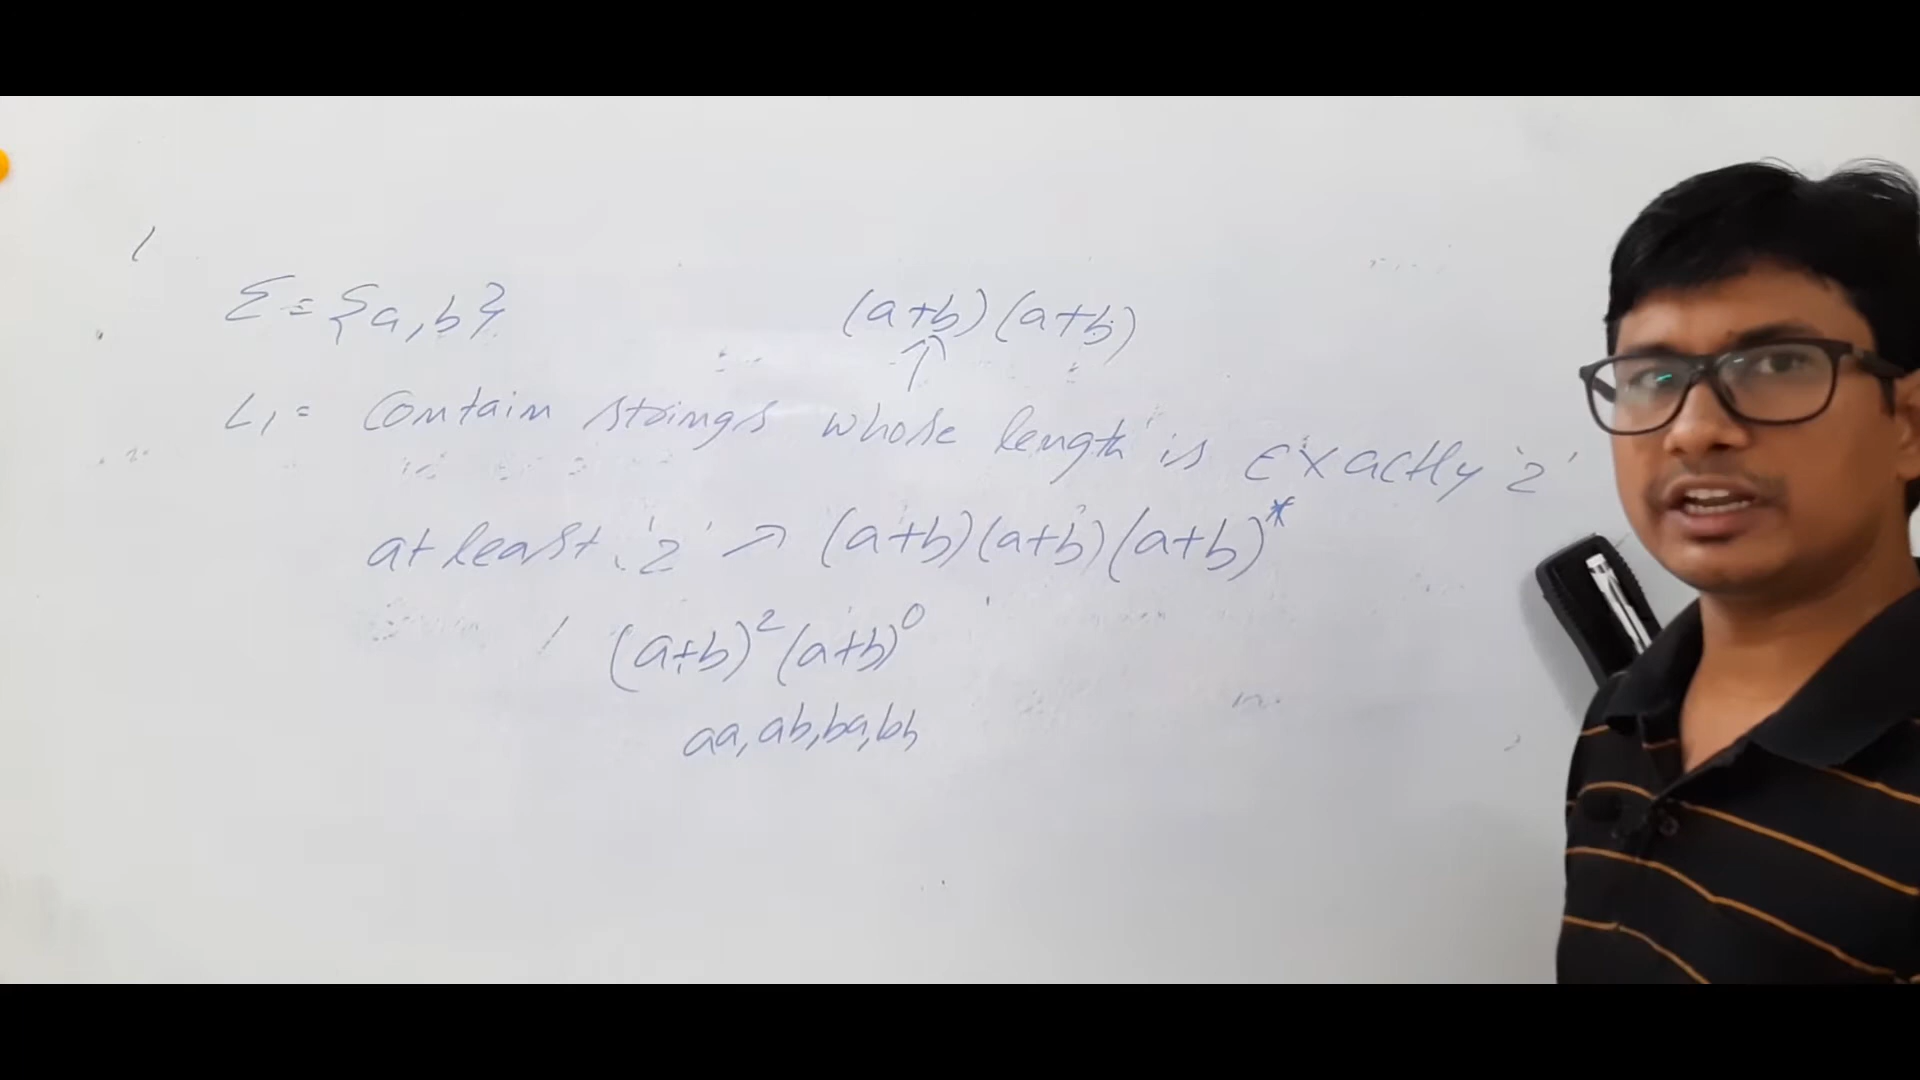 Σ = {a, b}
(a+b) (a+b)
↑
L₁ = Contain strings whose length is exactly '2'
at least '2' → (a+b)(a+b)(a+b)*
(a+b)² (a+b)⁰
aa, ab, ba, bb